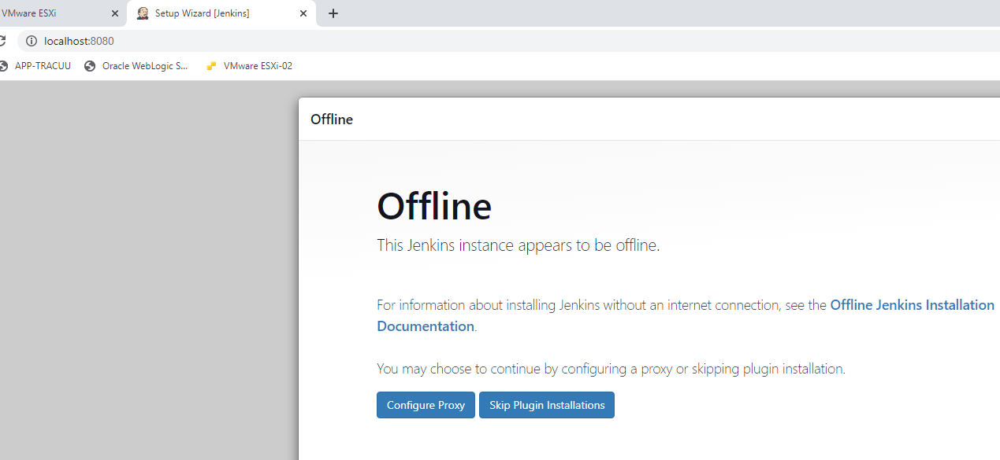 VMware ESXi
Setup Wizard [Jenkins]
localhost:8080
APP-TRACUU
Oracle WebLogic S...
VMware ESXi-02
Offline
Offline
This Jenkins instance appears to be offline.
For information about installing Jenkins without an internet connection, see the Offline Jenkins Installation
Documentation.
You may choose to continue by configuring a proxy or skipping plugin installation.
Configure Proxy
Skip Plugin Installations